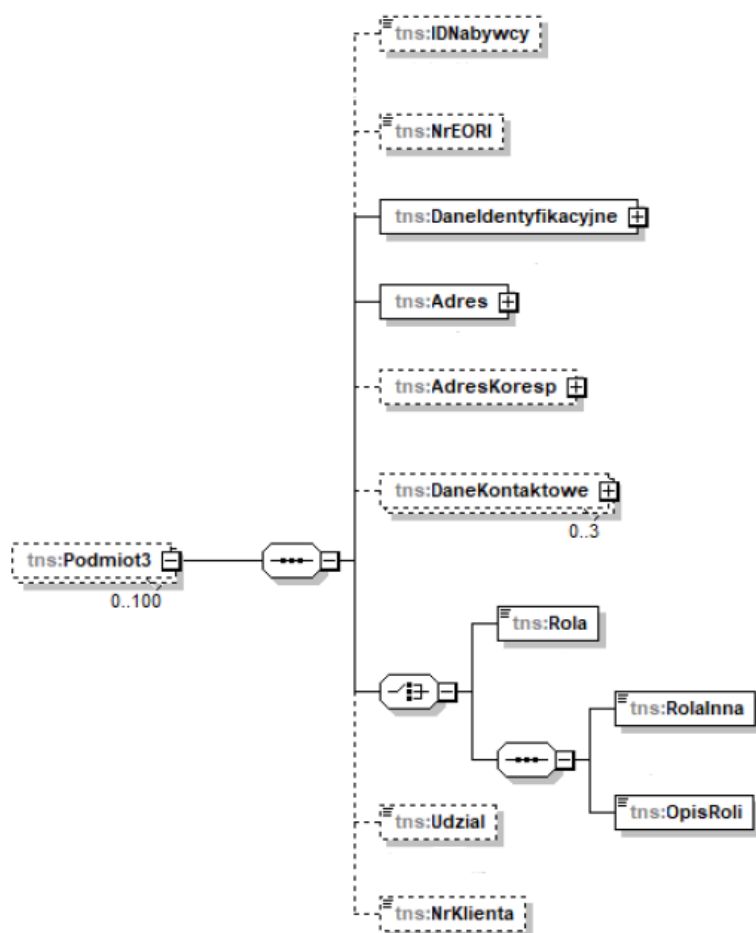 tns:IDNabywcy
tns:NrEORI
tns:DaneIdentyfikacyjne
tns:Adres
tns:AdresKoresp
tns:DaneKontaktowe
0..3
tns:Podmiot3
0..100
tns:Rola
tns:RolaInna
tns:OpisRoli
tns:Udzial
tns:NrKlienta